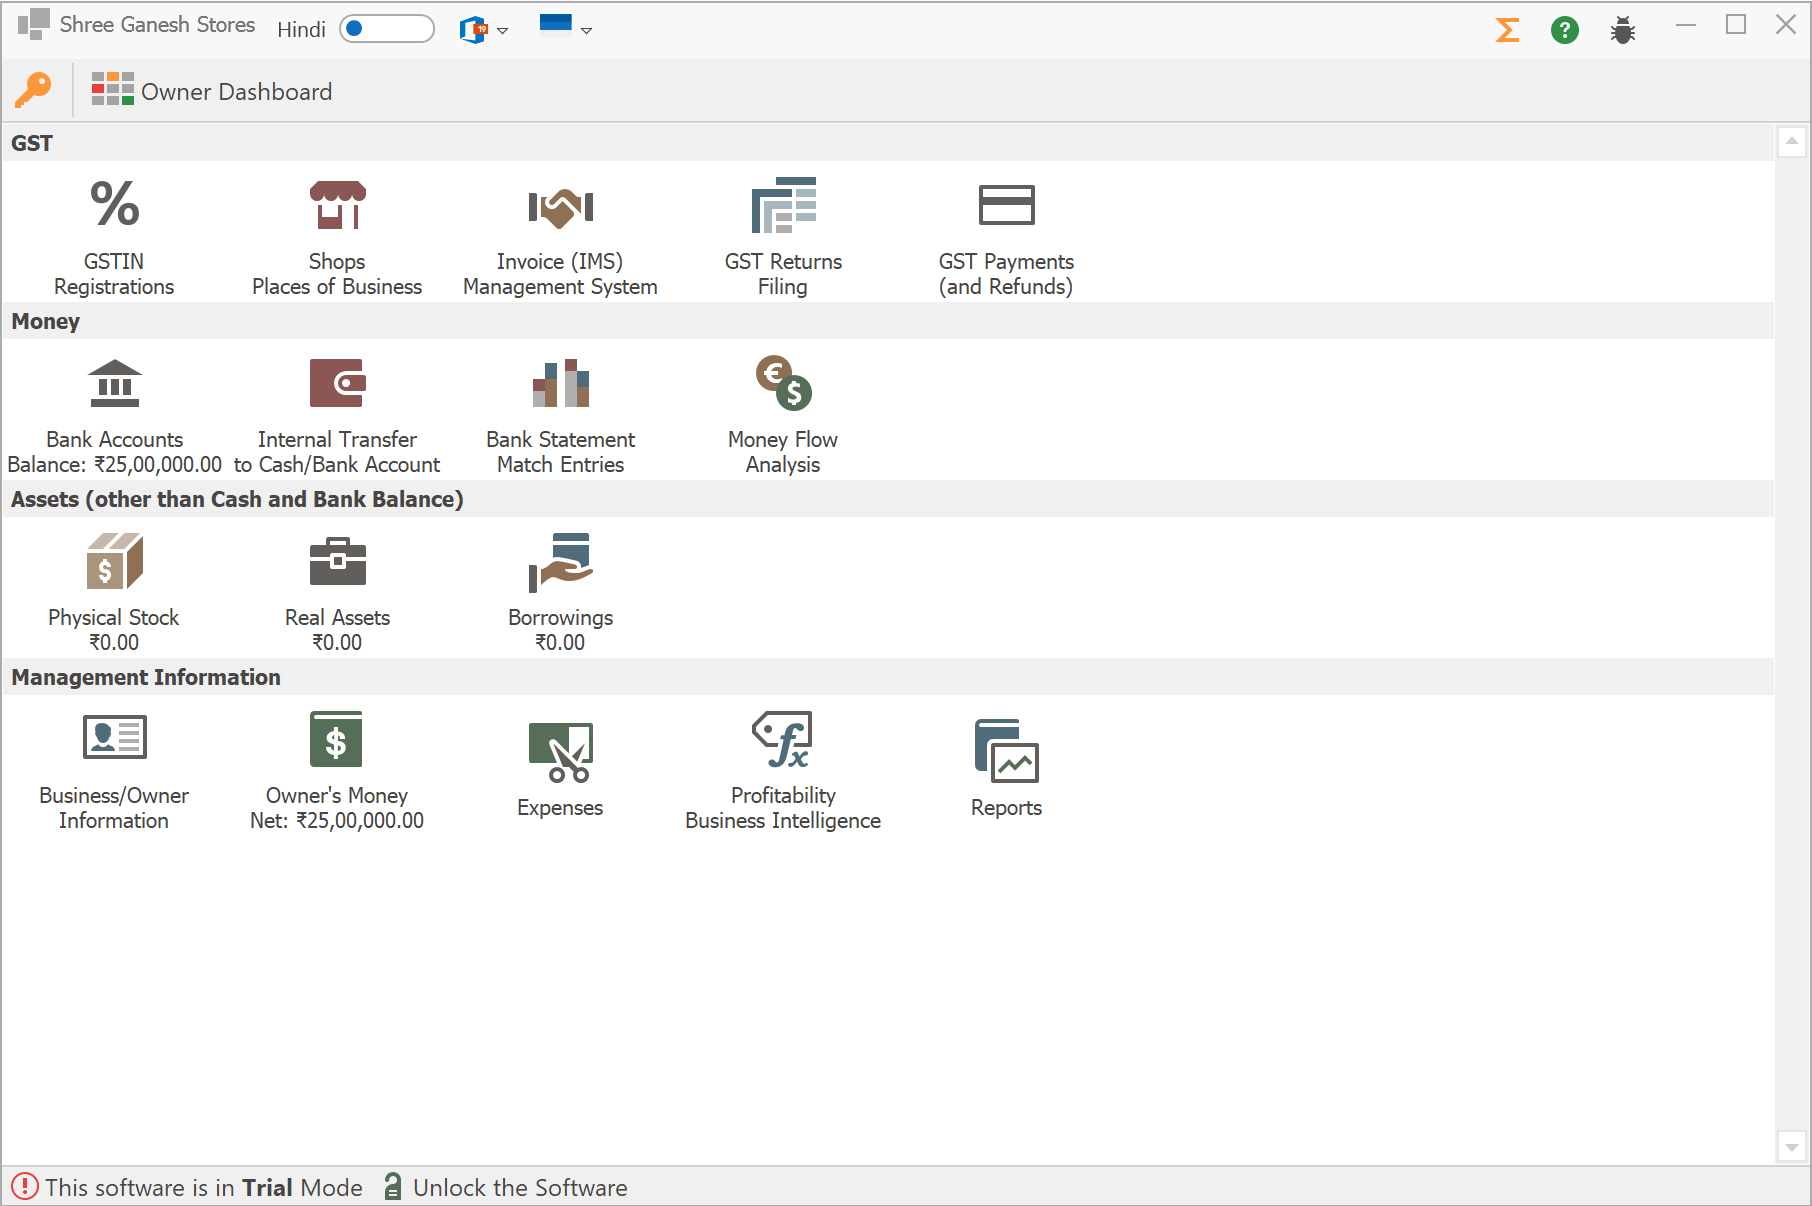 Shree Ganesh Stores
Hindi
19
Owner Dashboard
GST
%
GSTIN
Registrations
Shops
Places of Business
Invoice (IMS)
Management System
GST Returns
Filing
GST Payments
(and Refunds)
Money
Bank Accounts
Balance: ₹25,00,000.00
Internal Transfer
to Cash/Bank Account
Bank Statement
Match Entries
€
$
Money Flow
Analysis
Assets (other than Cash and Bank Balance)
$
Physical Stock
₹0.00
Real Assets
₹0.00
Borrowings
₹0.00
Management Information
Business/Owner
Information
$
Owner's Money
Net: ₹25,00,000.00
Expenses
fx
Profitability
Business Intelligence
Reports
This software is in Trial Mode
Unlock the Software